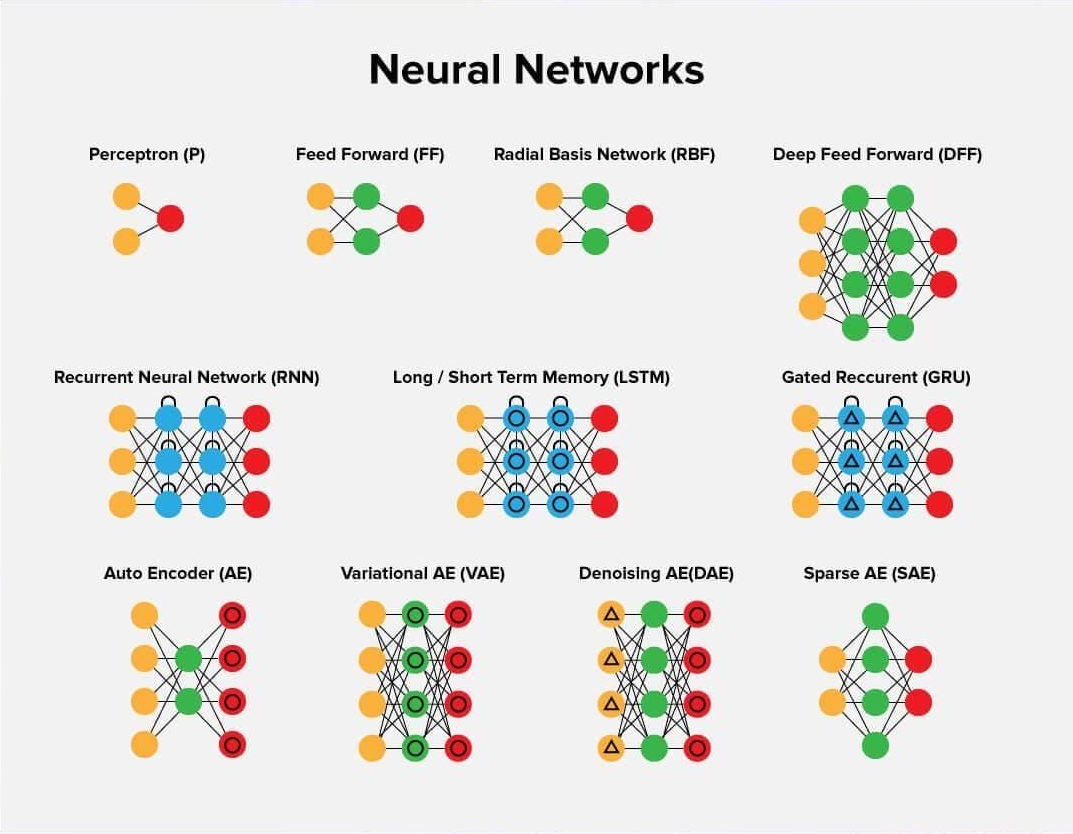 Neural Networks
Perceptron (P)
Feed Forward (FF)
Radial Basis Network (RBF)
Deep Feed Forward (DFF)
Recurrent Neural Network (RNN)
Long / Short Term Memory (LSTM)
Gated Reccurent (GRU)
Auto Encoder (AE)
Variational AE (VAE)
Denoising AE(DAE)
Sparse AE (SAE)